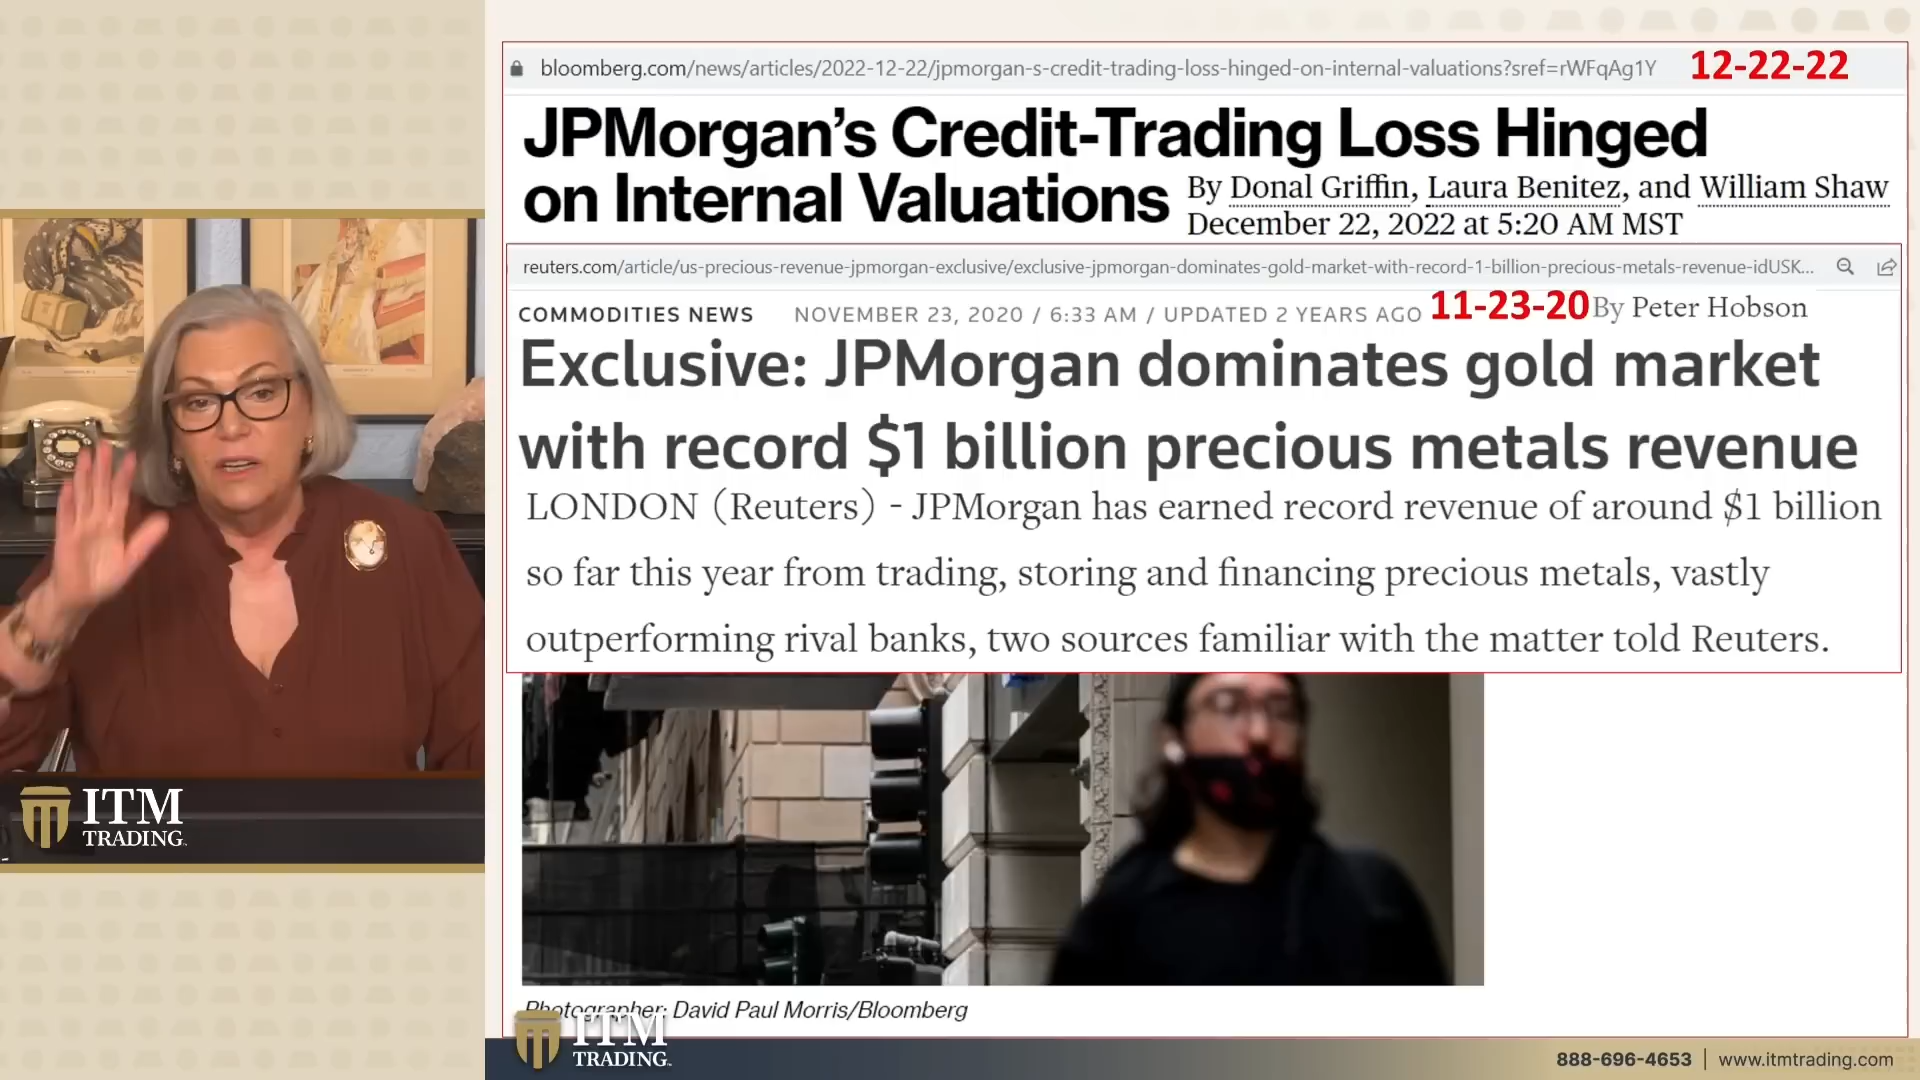 bloomberg.com/news/articles/2022-12-22/jpmorgan-s-credit-trading-loss-hinged-on-internal-valuations?sref=rWFqAg1Y 12-22-22
JPMorgan's Credit-Trading Loss Hinged
on Internal Valuations
By Donal Griffin, Laura Benitez, and William Shaw
December 22, 2022 at 5:20 AM MST
reuters.com/article/us-precious-revenue-jpmorgan-exclusive/exclusive-jpmorgan-dominates-gold-market-with-record-1-billion-precious-metals-revenue-idUSK...
COMMODITIES NEWS NOVEMBER 23, 2020 / 6:33 AM / UPDATED 2 YEARS AGO 11-23-20 By Peter Hobson
Exclusive: JPMorgan dominates gold market
with record $1 billion precious metals revenue
LONDON (Reuters) - JPMorgan has earned record revenue of around $1 billion
so far this year from trading, storing and financing precious metals, vastly
outperforming rival banks, two sources familiar with the matter told Reuters.
Photographer: David Paul Morris/Bloomberg
ITM
TRADING
ITM
TRADING
888-696-4653 | www.itmtrading.com